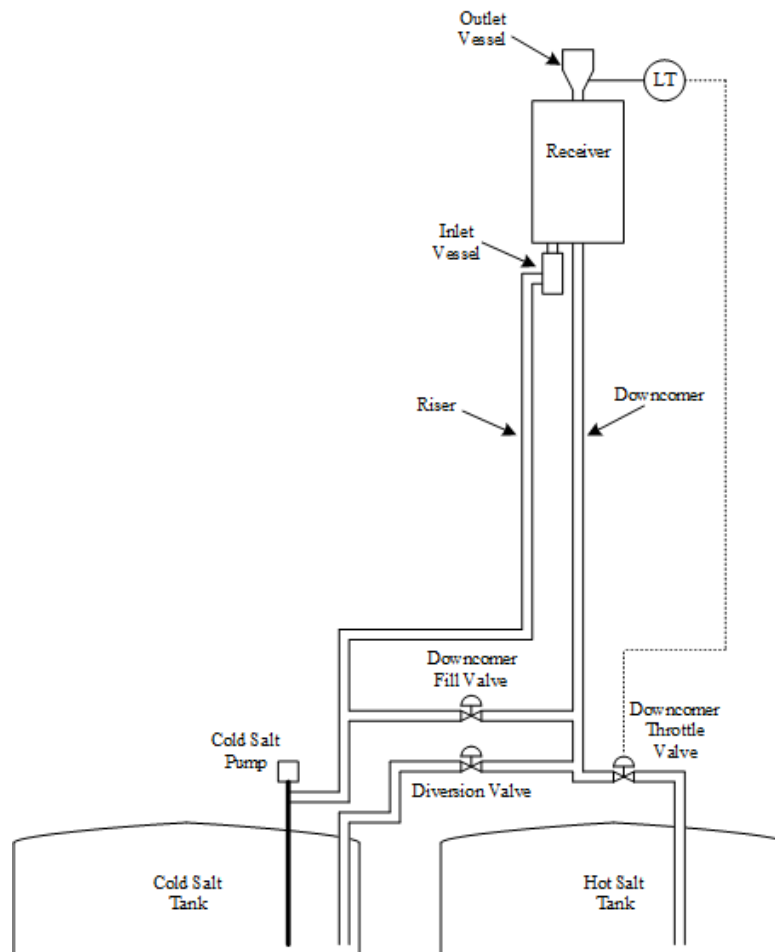 Outlet
Vessel
LT
Receiver
Inlet
Vessel
Riser
Downcomer
Downcomer
Fill Valve
Downcomer
Throttle
Valve
Cold Salt
Pump
Diversion Valve
Cold Salt
Tank
Hot Salt
Tank